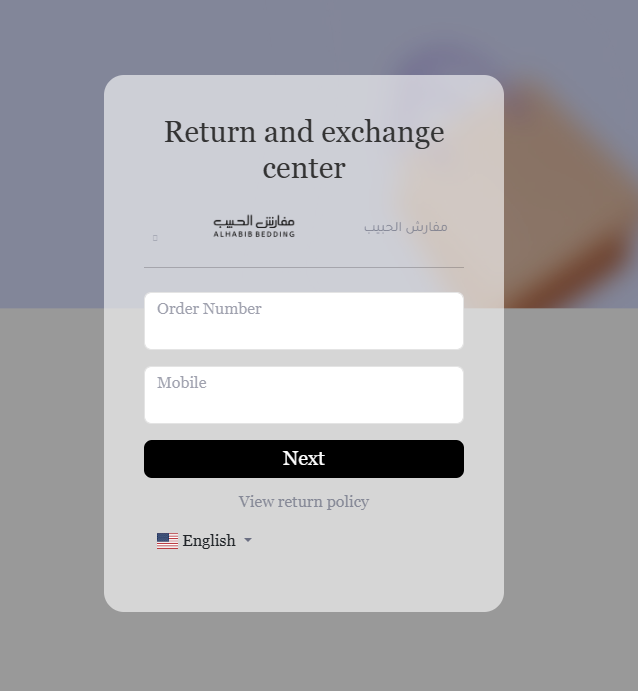 Return and exchange
center
مفارش الحبيب
مفارش الحبيب
ALHABIB BEDDING
Order Number
Mobile
Next
View return policy
English